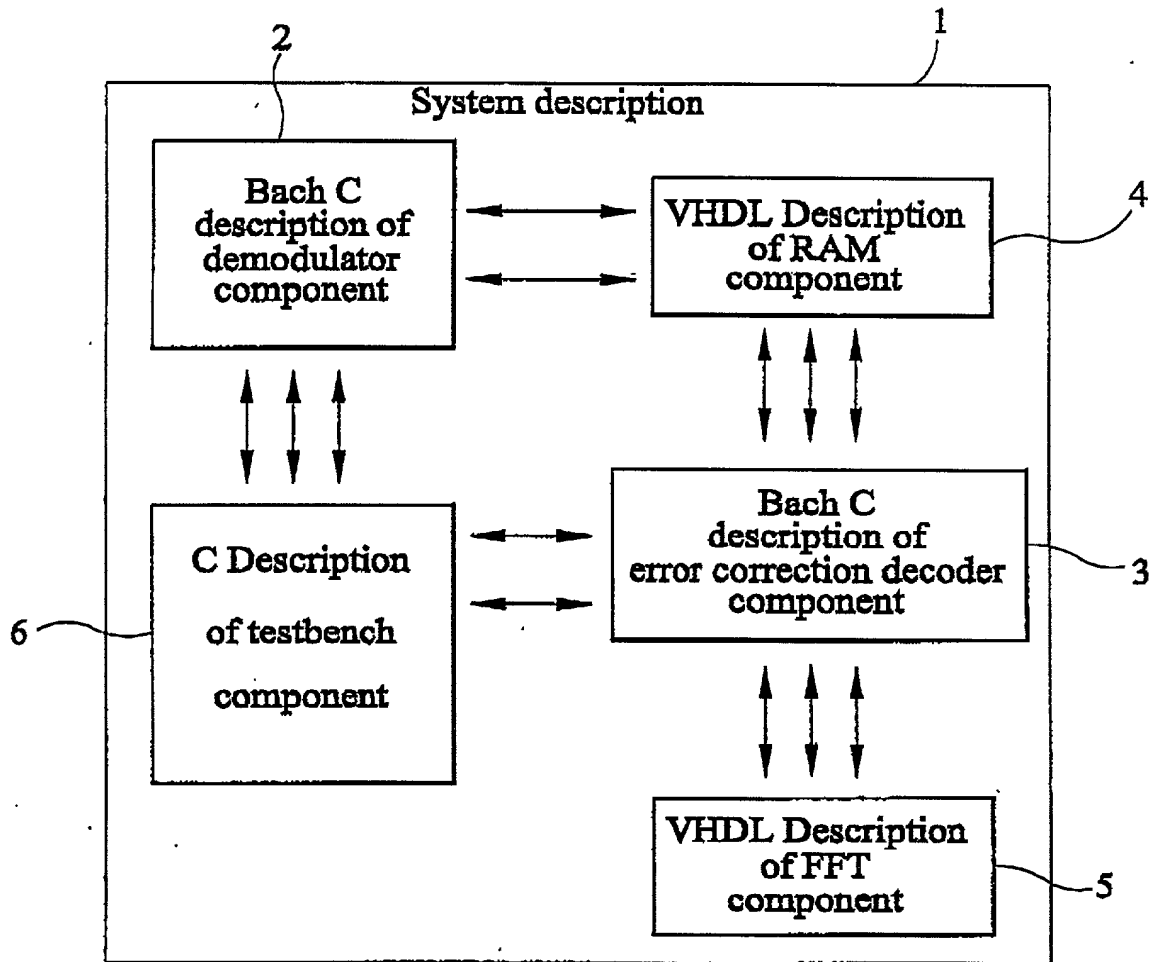 1
2
System description
Bach C
description of
demodulator
component
4
VHDL Description
of RAM
component
C Description
of testbench
component
6
Bach C
description of
error correction decoder
component
3
VHDL Description
of FFT
component
5